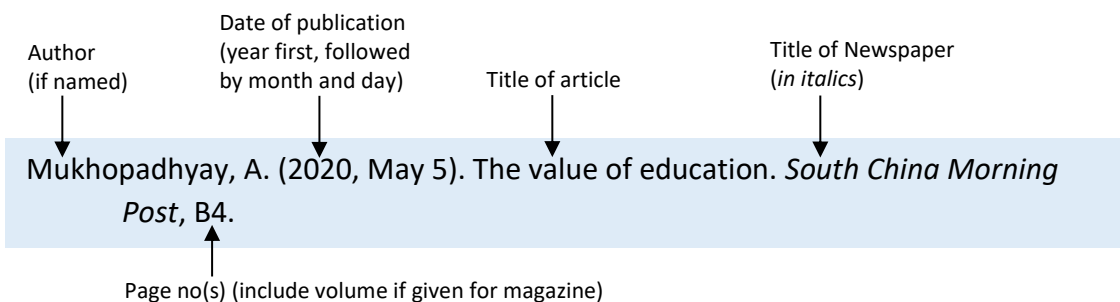 Author
(if named)
Date of publication
(year first, followed
by month and day)
Title of article
Title of Newspaper
(in italics)
Mukhopadhyay, A. (2020, May 5). The value of education. South China Morning
Post, B4.
Page no(s) (include volume if given for magazine)